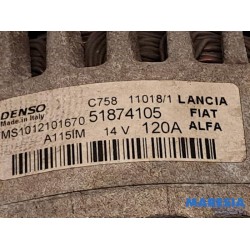 DENSO
Made in Italy
C758 11018/1
LANCIA
FIAT
ALFA
MS1012101670
51874105
A115IM 14 V 120A
MARESIA